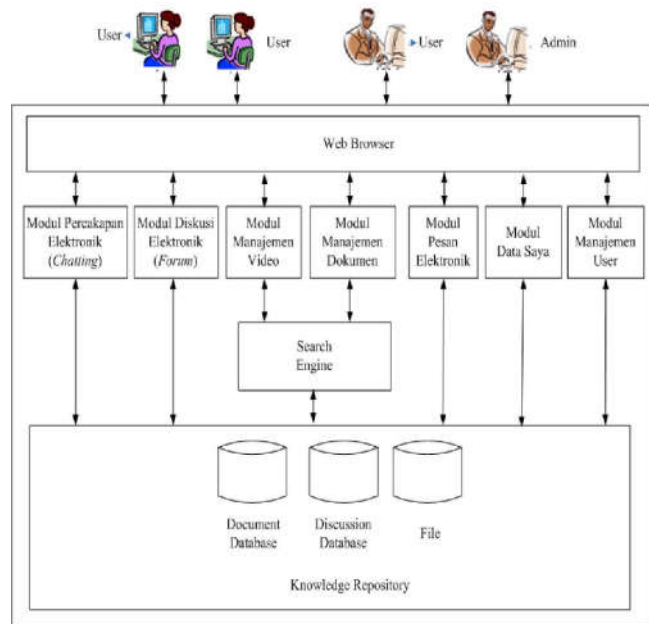 User
User
User
Admin
Web Browser
Modul Percakapan
Elektronik
(Chatting)
Modul Diskusi
Elektronik
(Forum)
Modul
Manajemen
Video
Modul
Manajemen
Dokumen
Modul
Pesan
Elektronik
Modul
Data Saya
Modul
Manajemen
User
Search
Engine
Document
Database
Discussion
Database
File
Knowledge Repository